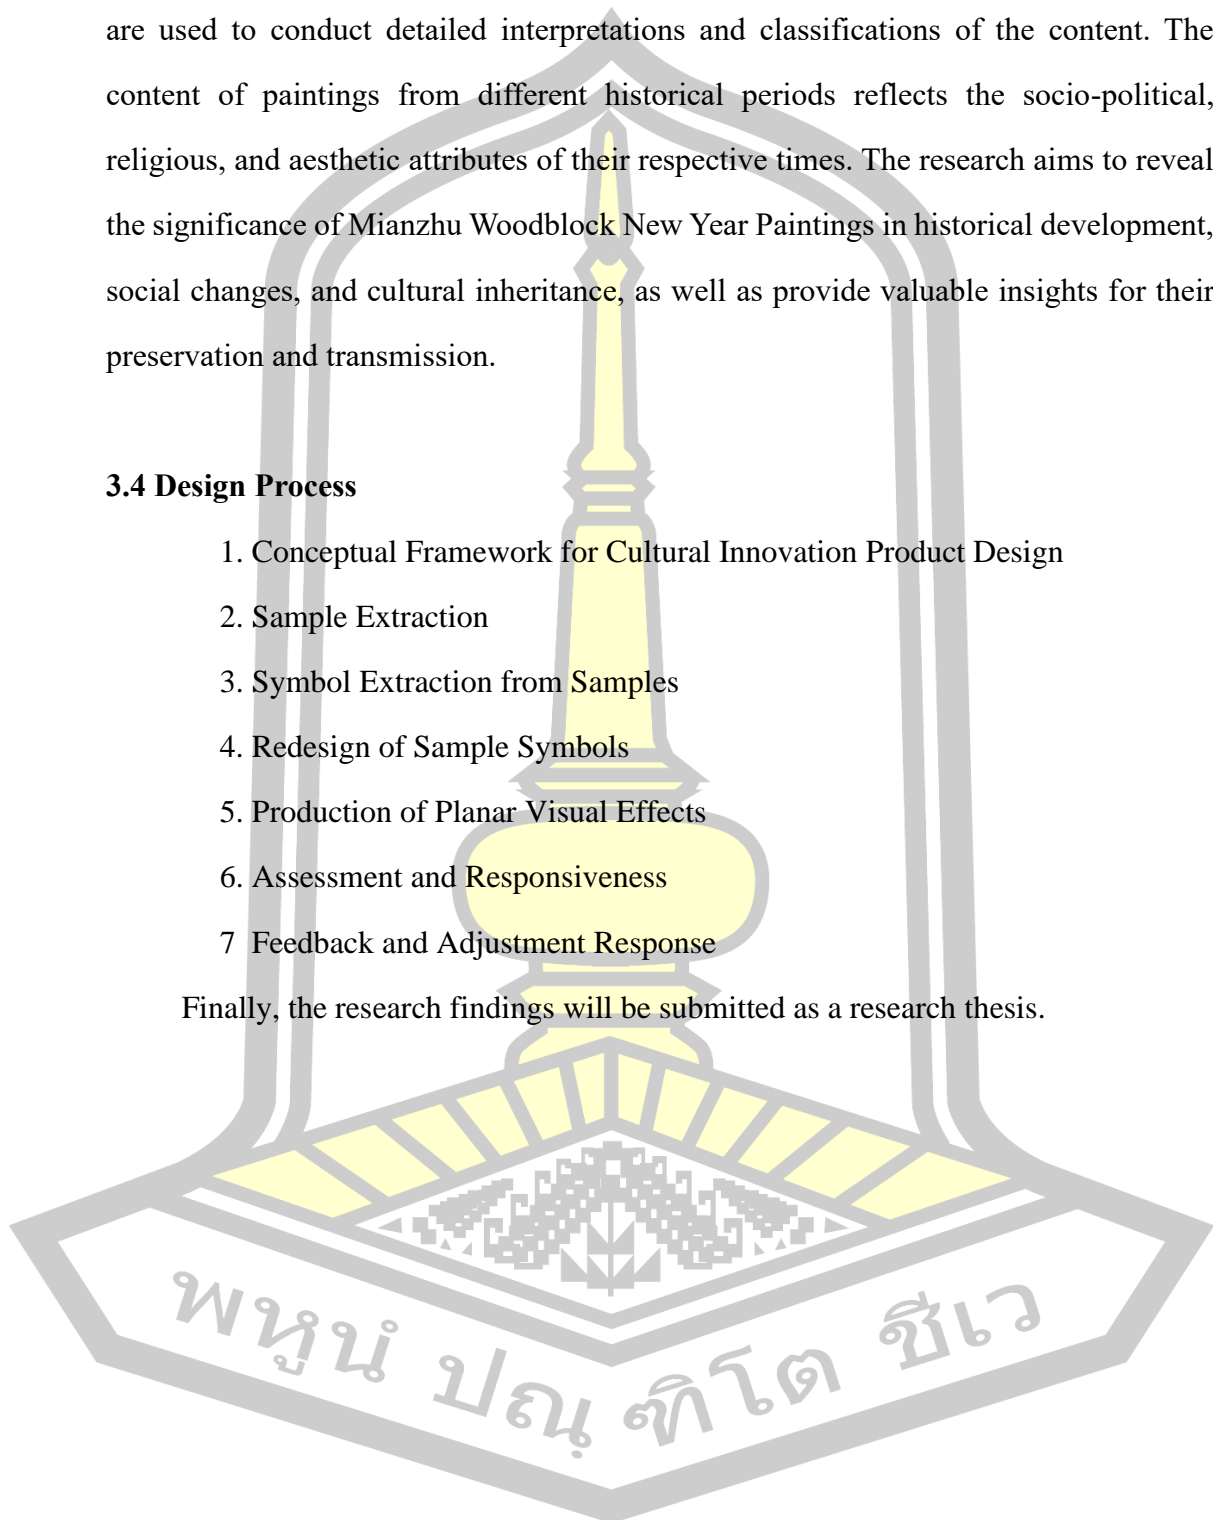 are used to conduct detailed interpretations and classifications of the content. The
content of paintings from different historical periods reflects the socio-political,
religious, and aesthetic attributes of their respective times. The research aims to reveal
the significance of Mianzhu Woodblock New Year Paintings in historical development,
social changes, and cultural inheritance, as well as provide valuable insights for their
preservation and transmission.
3.4 Design Process
1. Conceptual Framework for Cultural Innovation Product Design
2. Sample Extraction
3. Symbol Extraction from Samples
4. Redesign of Sample Symbols
5. Production of Planar Visual Effects
6. Assessment and Responsiveness
7 Feedback and Adjustment Response
Finally, the research findings will be submitted as a research thesis.
พหูนํ ปณฺ ฑิโต ชีเว